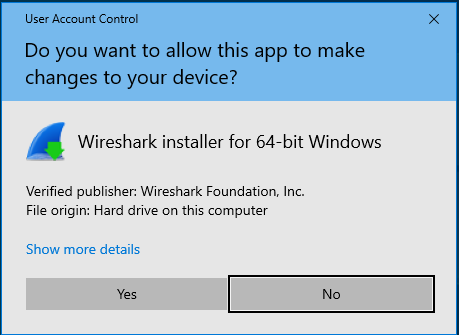 User Account Control
Do you want to allow this app to make
changes to your device?
Wireshark installer for 64-bit Windows
Verified publisher: Wireshark Foundation, Inc.
File origin: Hard drive on this computer
Show more details
Yes
No